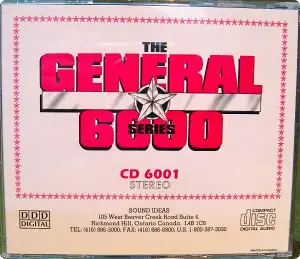 THE
GENERAL
SERIES
6000
CD 6001
STEREO
SOUND IDEAS
105 West Beaver Creek Road Suite 4,
Richmond Hill, Ontario Canada. L4B 1C6
TEL: (416) 886-5000 FAX: (416) 886-6800; U.S. 1-800-387-3030
DDD
DIGITAL
COMPACT
disc
DIGITAL AUDIO